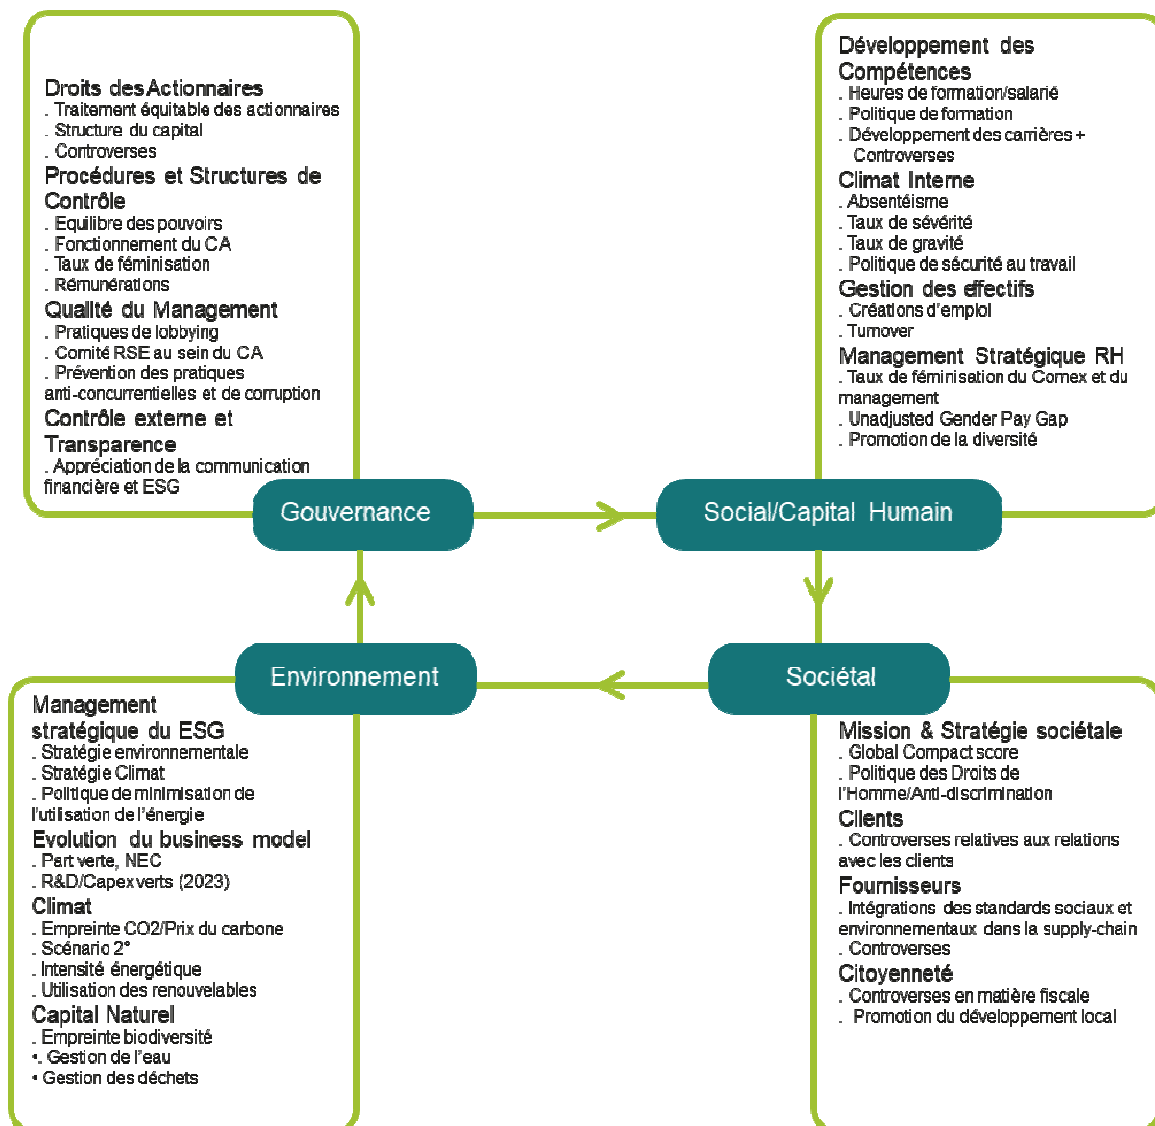 Droits des Actionnaires
. Traitement équitable des actionnaires
. Structure du capital
. Controverses
Procédures et Structures de
Contrôle
. Equilibre des pouvoirs
. Fonctionnement du CA
. Taux de féminisation
. Rémunérations
Qualité du Management
. Pratiques de lobbying
. Comité RSE au sein du CA
. Prévention des pratiques
anti-concurrentielles et de corruption
Contrôle externe et
Transparence
. Appréciation de la communication
financière et ESG
Gouvernance
Développement des
Compétences
. Heures de formation/salarié
. Politique de formation
. Développement des carrières +
Controverses
Climat Interne
. Absentéisme
. Taux de sévérité
. Taux de gravité
. Politique de sécurité au travail
Gestion des effectifs
. Créations d'emploi
. Turnover
Management Stratégique RH
. Taux de féminisation du Comex et du
management
. Unadjusted Gender Pay Gap
. Promotion de la diversité
Social/Capital Humain
Environnement
Management
stratégique du ESG
. Stratégie environnementale
. Stratégie Climat
. Politique de minimisation de
l'utilisation de l'énergie
Evolution du business model
. Part verte, NEC
. R&D/Capex verts (2023)
Climat
. Empreinte CO2/Prix du carbone
. Scénario 2°
. Intensité énergétique
. Utilisation des renouvelables
Capital Naturel
. Empreinte biodiversité
•. Gestion de l'eau
• Gestion des déchets
Sociétal
Mission & Stratégie sociétale
. Global Compact score
. Politique des Droits de
l'Homme/Anti-discrimination
Clients
. Controverses relatives aux relations
avec les clients
Fournisseurs
. Intégrations des standards sociaux et
environnementaux dans la supply-chain
. Controverses
Citoyenneté
. Controverses en matière fiscale
. Promotion du développement local